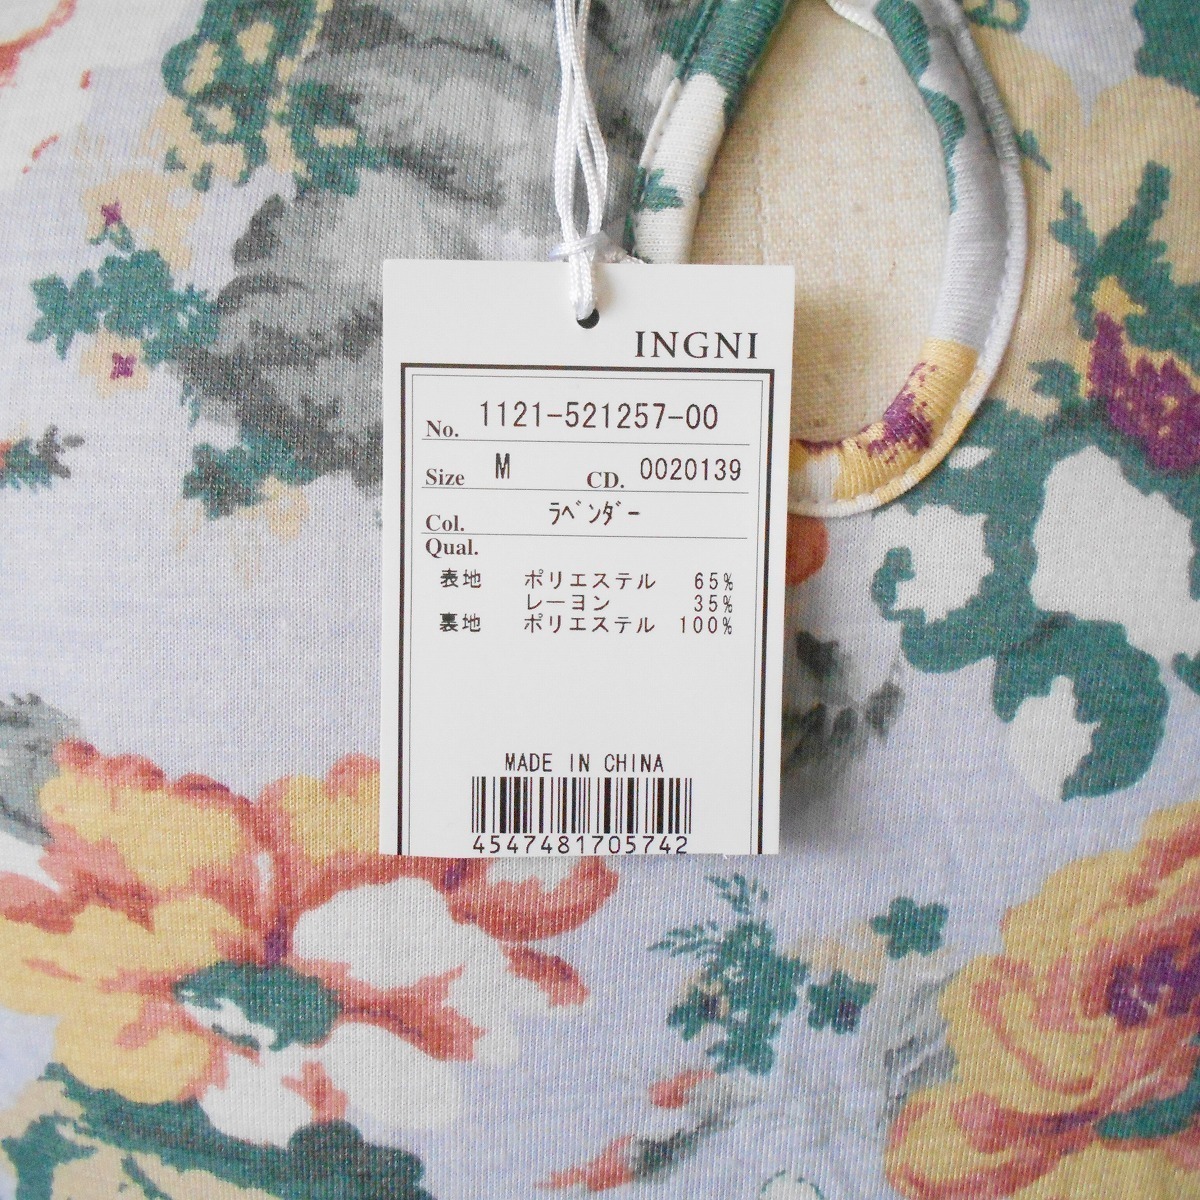 INGNI
No. 1121-521257-00
Size M CD. 0020139
Col. ﾗﾍﾞﾝﾀﾞｰ
Qual.
表地 ポリエステル 65%
レーヨン 35%
裏地 ポリエステル 100%
MADE IN CHINA
4547481705742